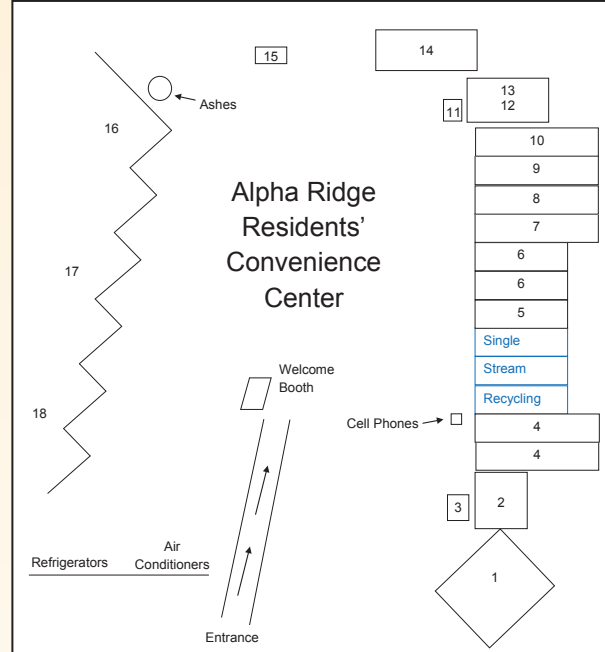 15
14
Ashes
13
12
11
16
10
9
8
7
Alpha Ridge
Residents’
Convenience
Center
6
17
6
5
Single
Stream
Recycling
Welcome
Booth
18
Cell Phones
4
4
3
2
Refrigerators
Air
Conditioners
1
Entrance